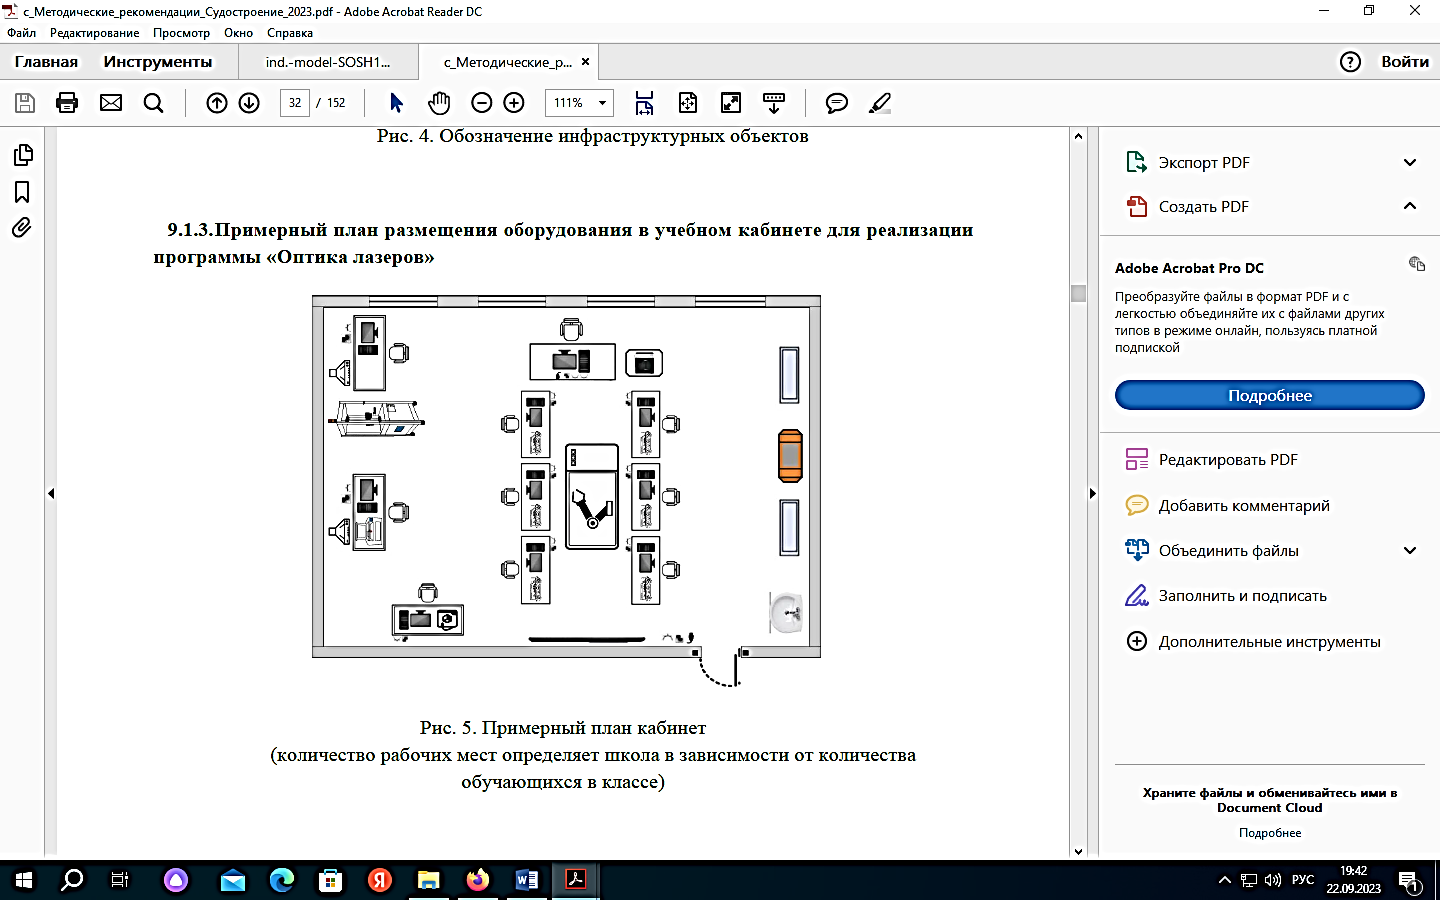 с_Методические_рекомендации_Судостроение_2023.pdf - Adobe Acrobat Reader DC
Файл Редактирование Просмотр Окно Справка
Главная Инструменты ind.-model-SOSH1... с_Методические_р... × ? Войти
32 / 152 111%
Рис. 4. Обозначение инфраструктурных объектов
9.1.3.Примерный план размещения оборудования в учебном кабинете для реализации
программы «Оптика лазеров»
Рис. 5. Примерный план кабинет
(количество рабочих мест определяет школа в зависимости от количества
обучающихся в классе)
Экспорт PDF
Создать PDF
Adobe Acrobat Pro DC
Преобразуйте файлы в формат PDF и с
легкостью объединяйте их с файлами других
типов в режиме онлайн, пользуясь платной
подпиской
Подробнее
Редактировать PDF
Добавить комментарий
Объединить файлы
Заполнить и подписать
Дополнительные инструменты
Храните файлы и обменивайтесь ими в
Document Cloud
Подробнее
РУС
19:42
22.09.2023
1